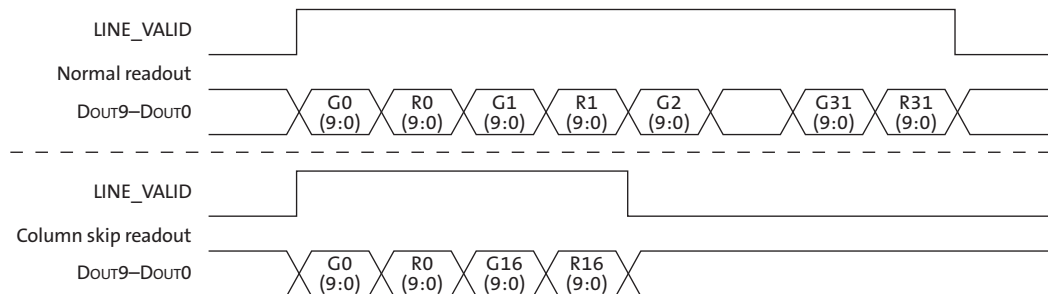 LINE_VALID
Normal readout
DOUT9–DOUT0
G0 (9:0) R0 (9:0) G1 (9:0) R1 (9:0) G2 (9:0) G31 (9:0) R31 (9:0)
LINE_VALID
Column skip readout
DOUT9–DOUT0
G0 (9:0) R0 (9:0) G16 (9:0) R16 (9:0)